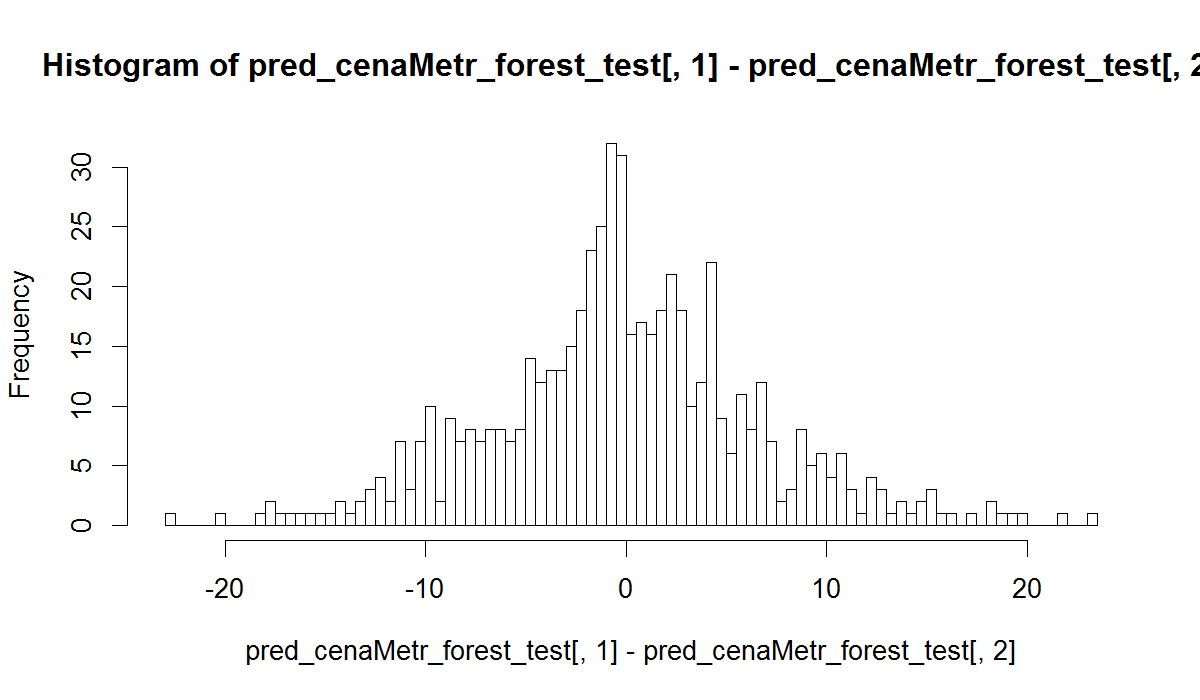 Histogram of pred_cenaMetr_forest_test[, 1] - pred_cenaMetr_forest_test[, 2
Frequency
30
25
20
15
10
5
0
-20 -10 0 10 20
pred_cenaMetr_forest_test[, 1] - pred_cenaMetr_forest_test[, 2]